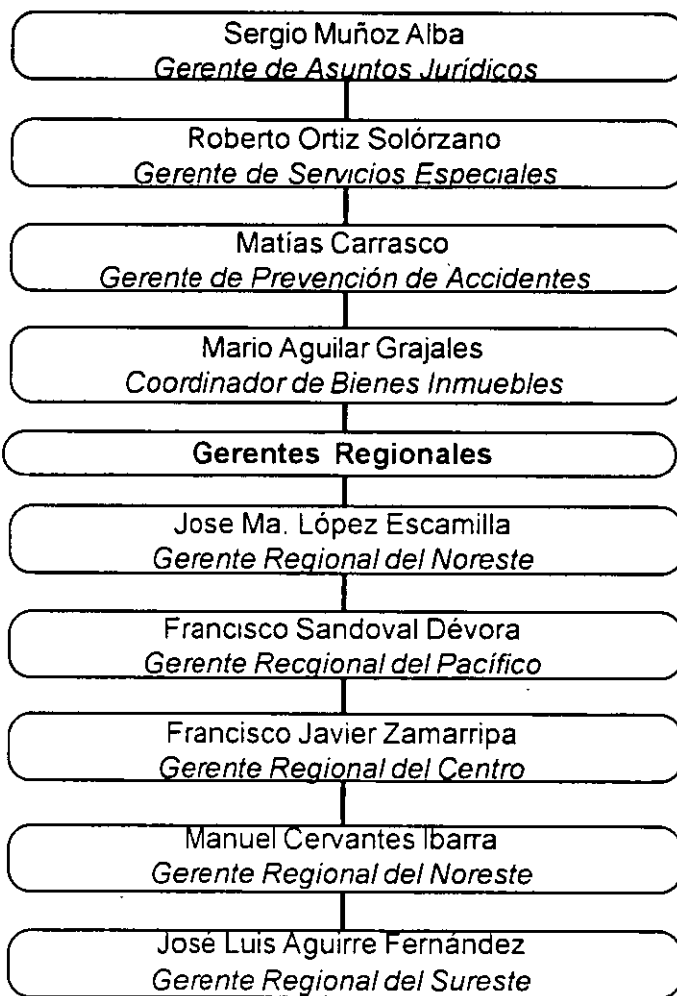 Sergio Muñoz Alba
Gerente de Asuntos Jurídicos
Roberto Ortiz Solórzano
Gerente de Servicios Especiales
Matías Carrasco
Gerente de Prevención de Accidentes
Mario Aguilar Grajales
Coordinador de Bienes Inmuebles
Gerentes Regionales
Jose Ma. López Escamilla
Gerente Regional del Noreste
Francisco Sandoval Dévora
Gerente Recgional del Pacífico
Francisco Javier Zamarripa
Gerente Regional del Centro
Manuel Cervantes Ibarra
Gerente Regional del Noreste
José Luis Aguirre Fernández
Gerente Regional del Sureste